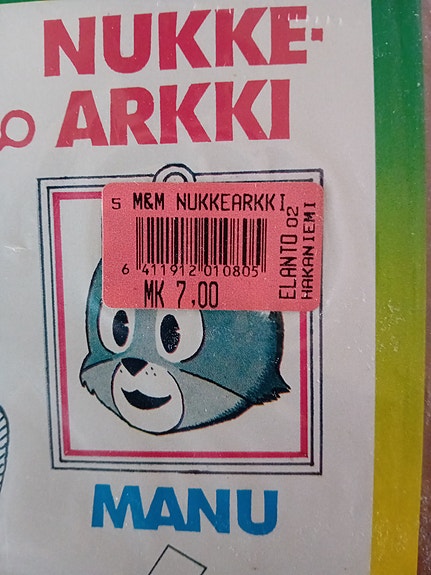 NUKKE-
ARKKI
5 M&M NUKKEARKKI
6 411912 010805
MK 7,00
ELANTO 02
HAKANIEMI
MANU